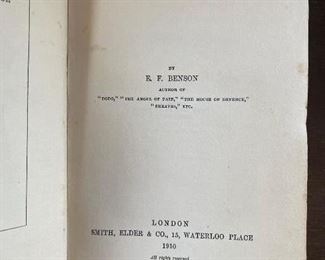 BY
E. F. BENSON
AUTHOR OF
"DODO," "THE ANGEL OF PAIN," "THE HOUSE OF DEFENCE,"
"SHEAVES," ETC.
LONDON
SMITH, ELDER & CO., 15, WATERLOO PLACE
1910
All rights reserved